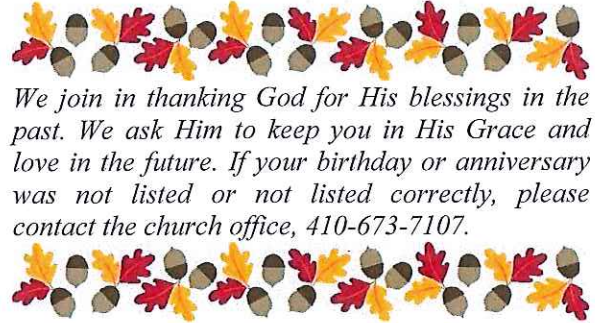 We join in thanking God for His blessings in the
past. We ask Him to keep you in His Grace and
love in the future. If your birthday or anniversary
was not listed or not listed correctly, please
contact the church office, 410-673-7107.